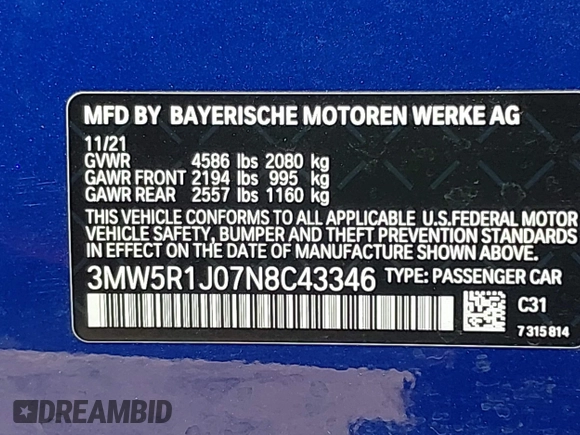 MFD BY BAYERISCHE MOTOREN WERKE AG
11/21
GVWR 4586 lbs 2080 kg
GAWR FRONT 2194 lbs 995 kg
GAWR REAR 2557 lbs 1160 kg
THIS VEHICLE CONFORMS TO ALL APPLICABLE U.S.FEDERAL MOTOR
VEHICLE SAFETY, BUMPER AND THEFT PREVENTION STANDARDS
IN EFFECT ON THE DATE OF MANUFACTURE SHOWN ABOVE.
3MW5R1J07N8C43346 TYPE: PASSENGER CAR
C31
7 315 814
DREAMBID